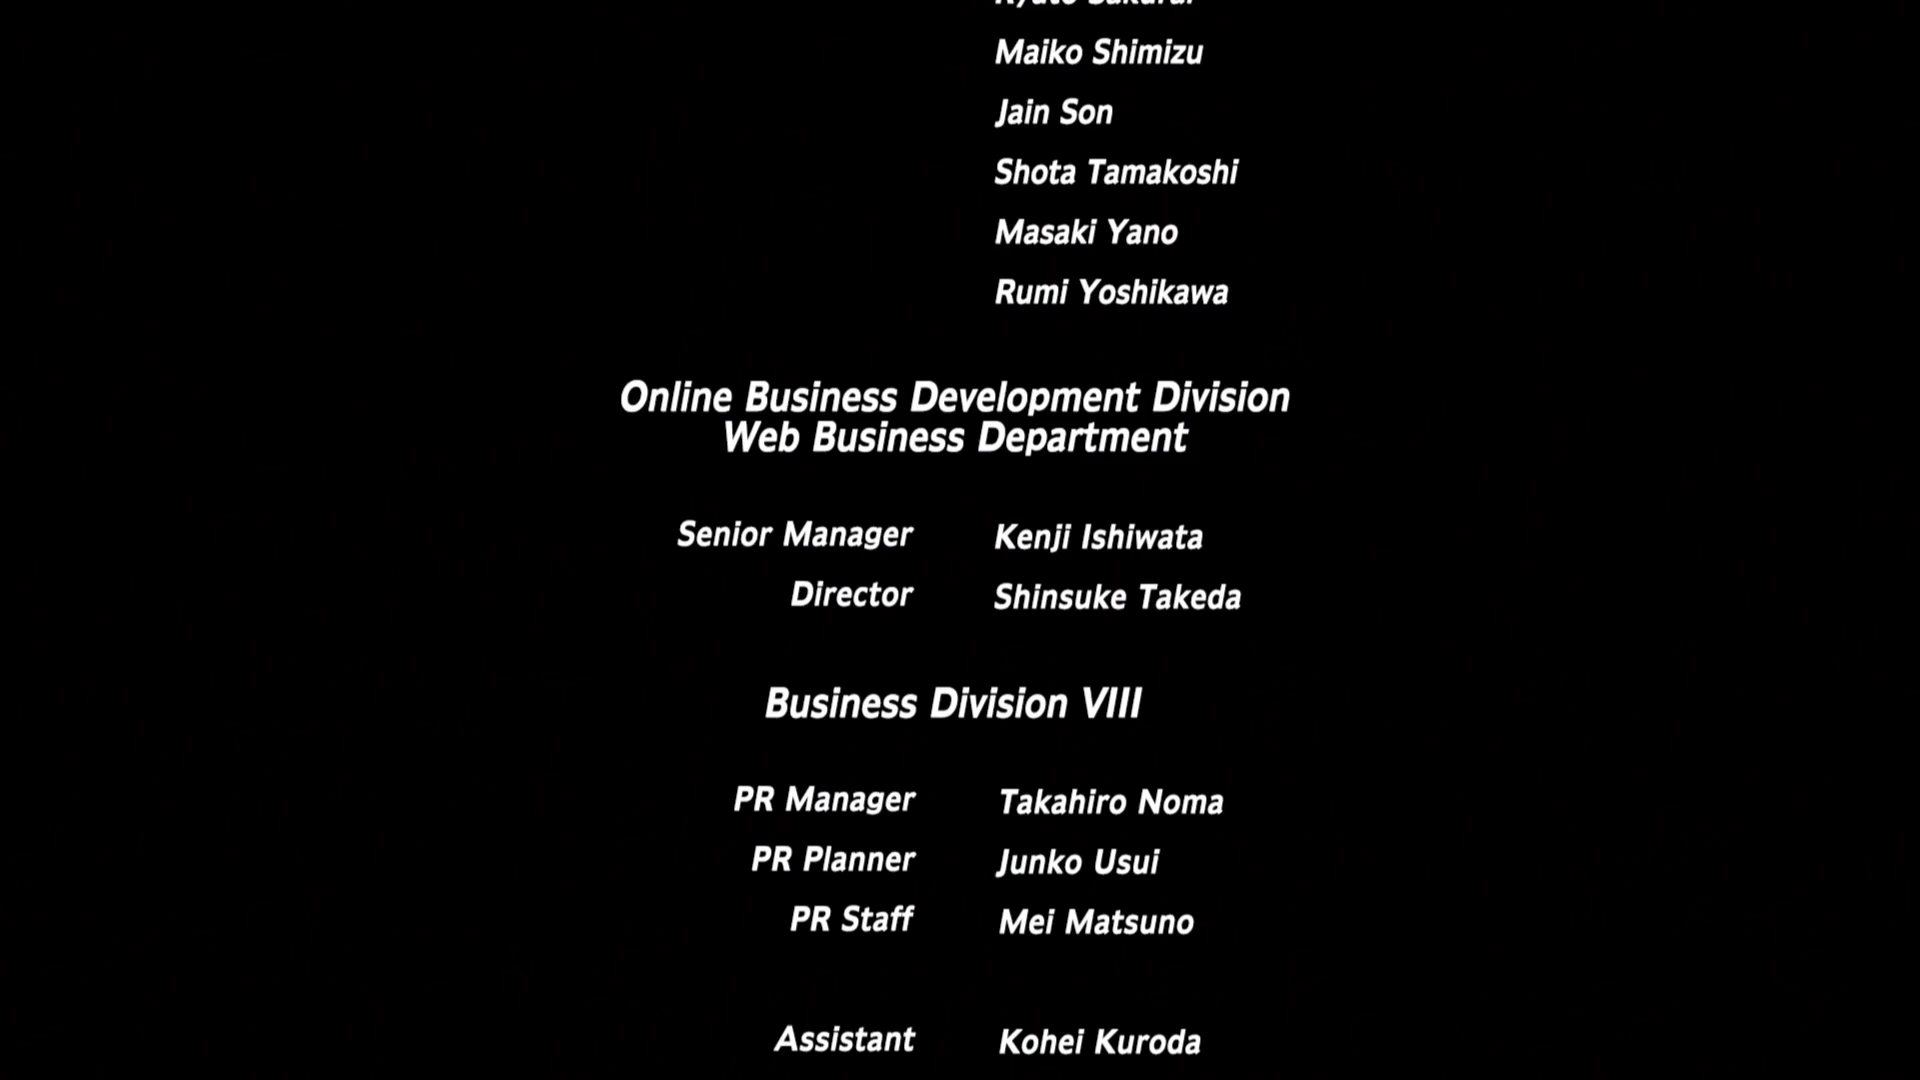 Maiko Shimizu
Jain Son
Shota Tamakoshi
Masaki Yano
Rumi Yoshikawa
Online Business Development Division
Web Business Department
Senior Manager Kenji Ishiwata
Director Shinsuke Takeda
Business Division VIII
PR Manager Takahiro Noma
PR Planner Junko Usui
PR Staff Mei Matsuno
Assistant Kohei Kuroda